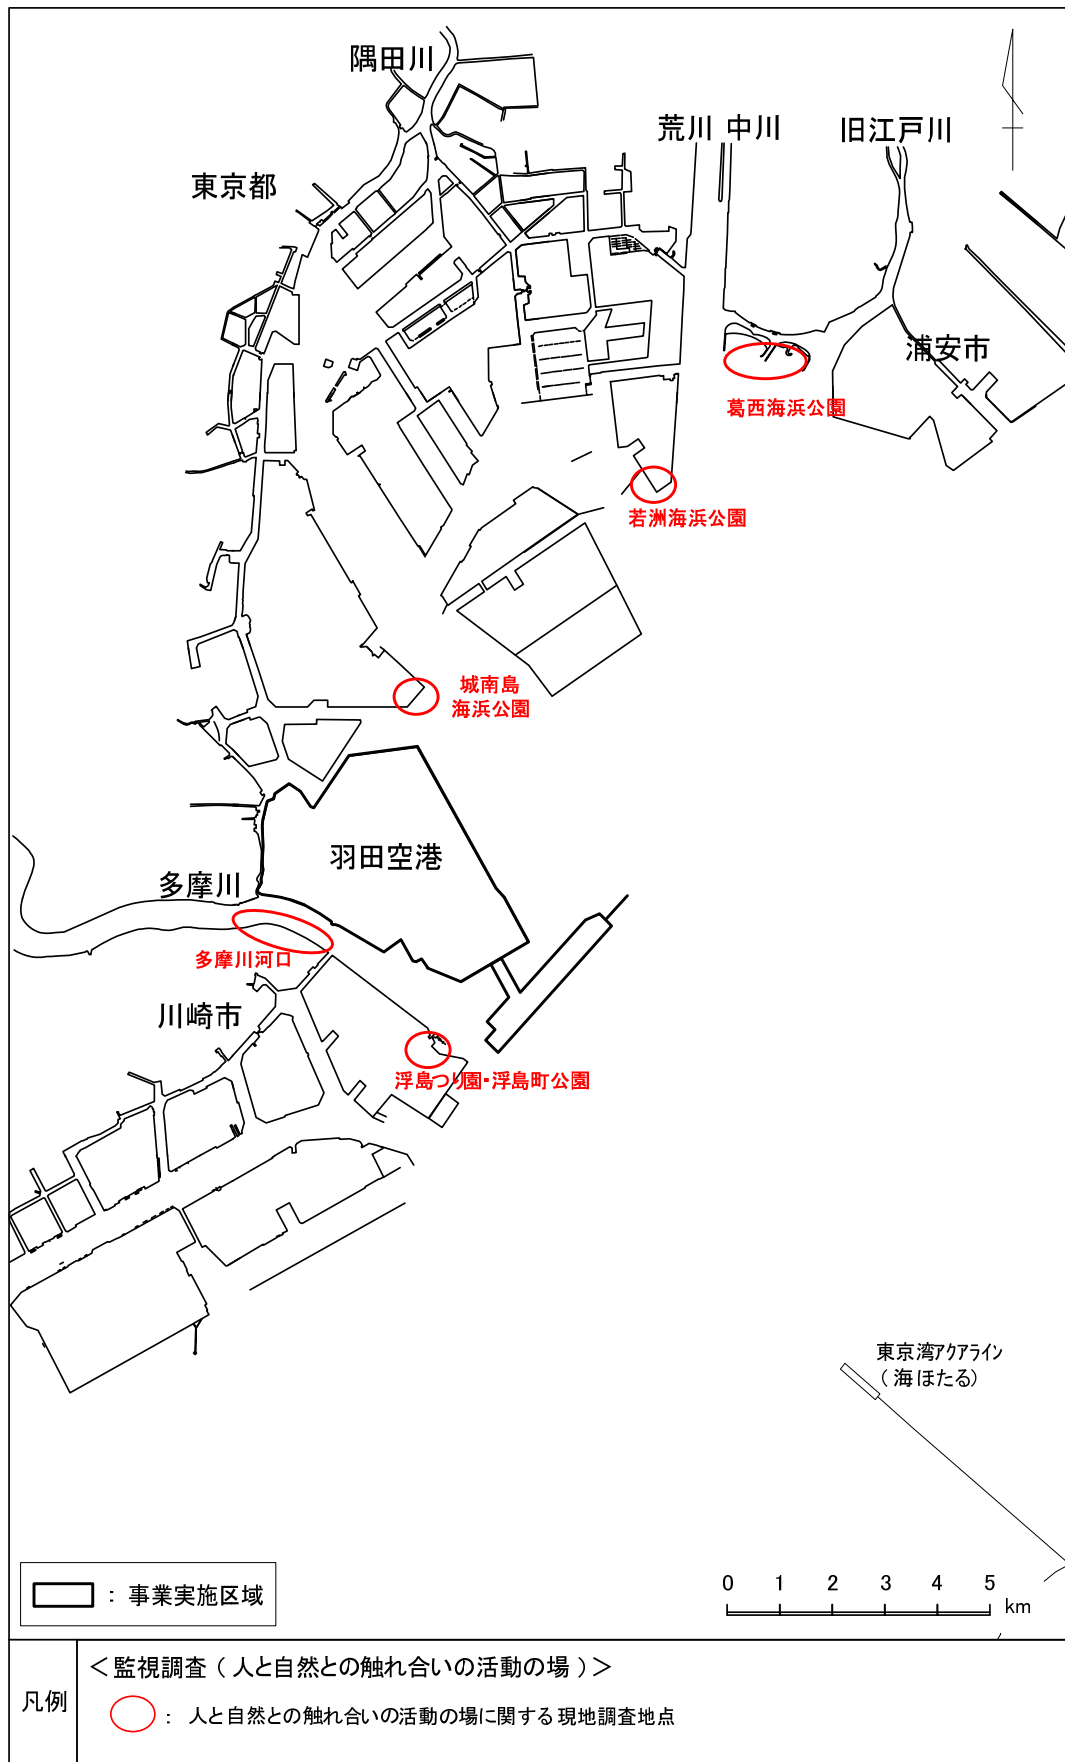 隅田川
荒川 中川
旧江戸川
東京都
浦安市
葛西海浜公園
若洲海浜公園
城南島
海浜公園
羽田空港
多摩川
多摩川河口
川崎市
浮島つり園・浮島町公園
東京湾アクアライン
(海ほたる)
：事業実施区域
0 1 2 3 4 5
km
凡例
＜監視調査（人と自然との触れ合いの活動の場）＞
：人と自然との触れ合いの活動の場に関する現地調査地点